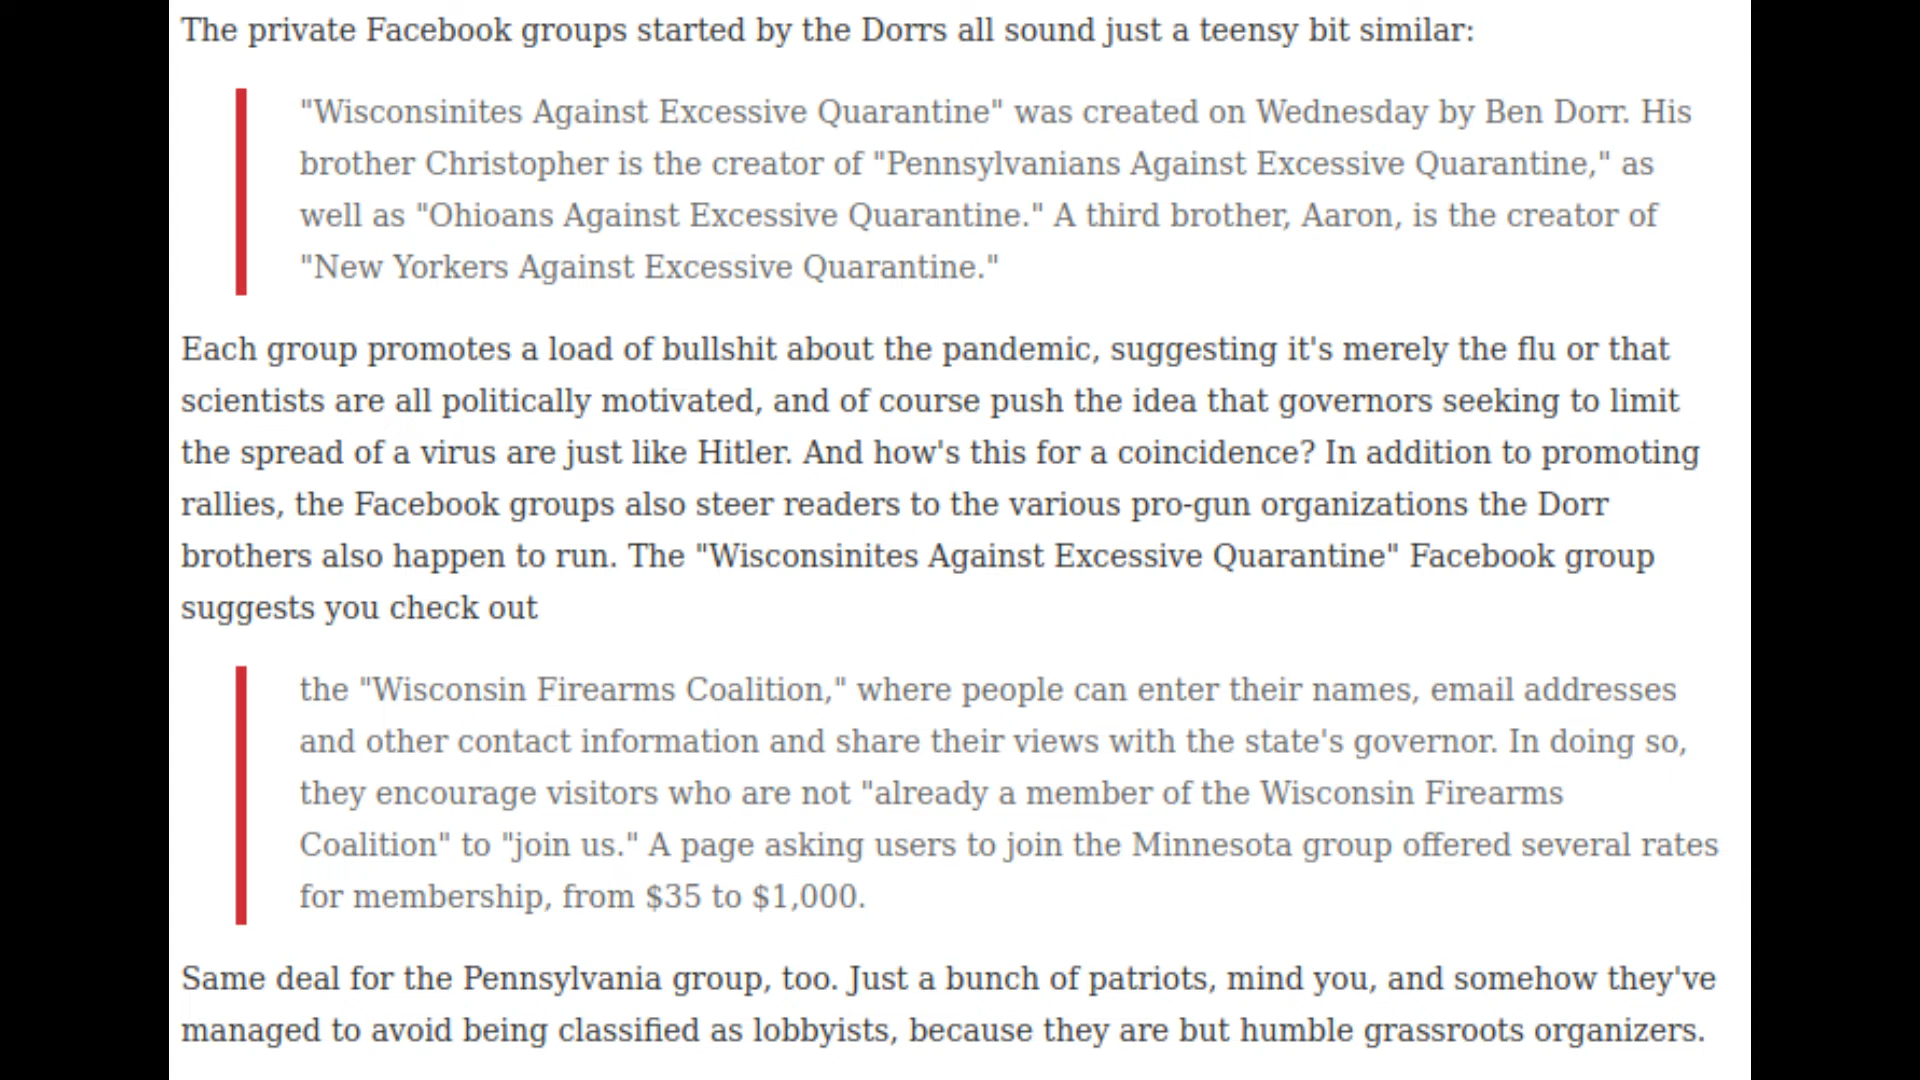 The private Facebook groups started by the Dorrs all sound just a teensy bit similar:
"Wisconsinites Against Excessive Quarantine" was created on Wednesday by Ben Dorr. His
brother Christopher is the creator of "Pennsylvanians Against Excessive Quarantine," as
well as "Ohioans Against Excessive Quarantine." A third brother, Aaron, is the creator of
"New Yorkers Against Excessive Quarantine."
Each group promotes a load of bullshit about the pandemic, suggesting it's merely the flu or that
scientists are all politically motivated, and of course push the idea that governors seeking to limit
the spread of a virus are just like Hitler. And how's this for a coincidence? In addition to promoting
rallies, the Facebook groups also steer readers to the various pro-gun organizations the Dorr
brothers also happen to run. The "Wisconsinites Against Excessive Quarantine" Facebook group
suggests you check out
the "Wisconsin Firearms Coalition," where people can enter their names, email addresses
and other contact information and share their views with the state's governor. In doing so,
they encourage visitors who are not "already a member of the Wisconsin Firearms
Coalition" to "join us." A page asking users to join the Minnesota group offered several rates
for membership, from $35 to $1,000.
Same deal for the Pennsylvania group, too. Just a bunch of patriots, mind you, and somehow they've
managed to avoid being classified as lobbyists, because they are but humble grassroots organizers.